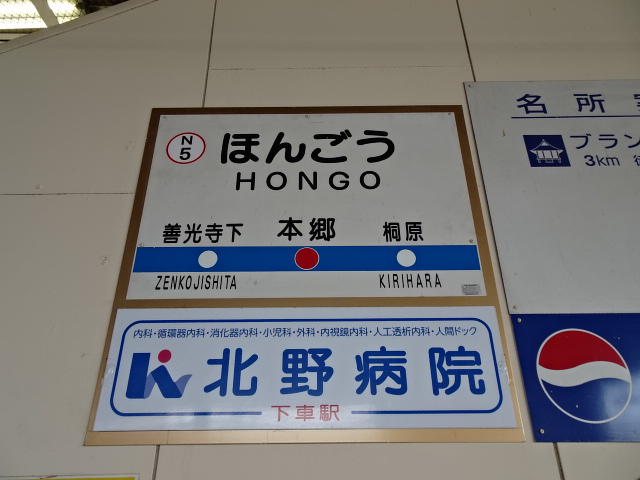 N
5
ほんごう
HONGO
善光寺下 本郷 桐原
ZENKOJISHITA KIRIHARA
内科・循環器内科・消化器内科・小児科・外科・内視鏡内科・人工透析内科・人間ドック
北野病院
下車駅
名所
ブラン
3km